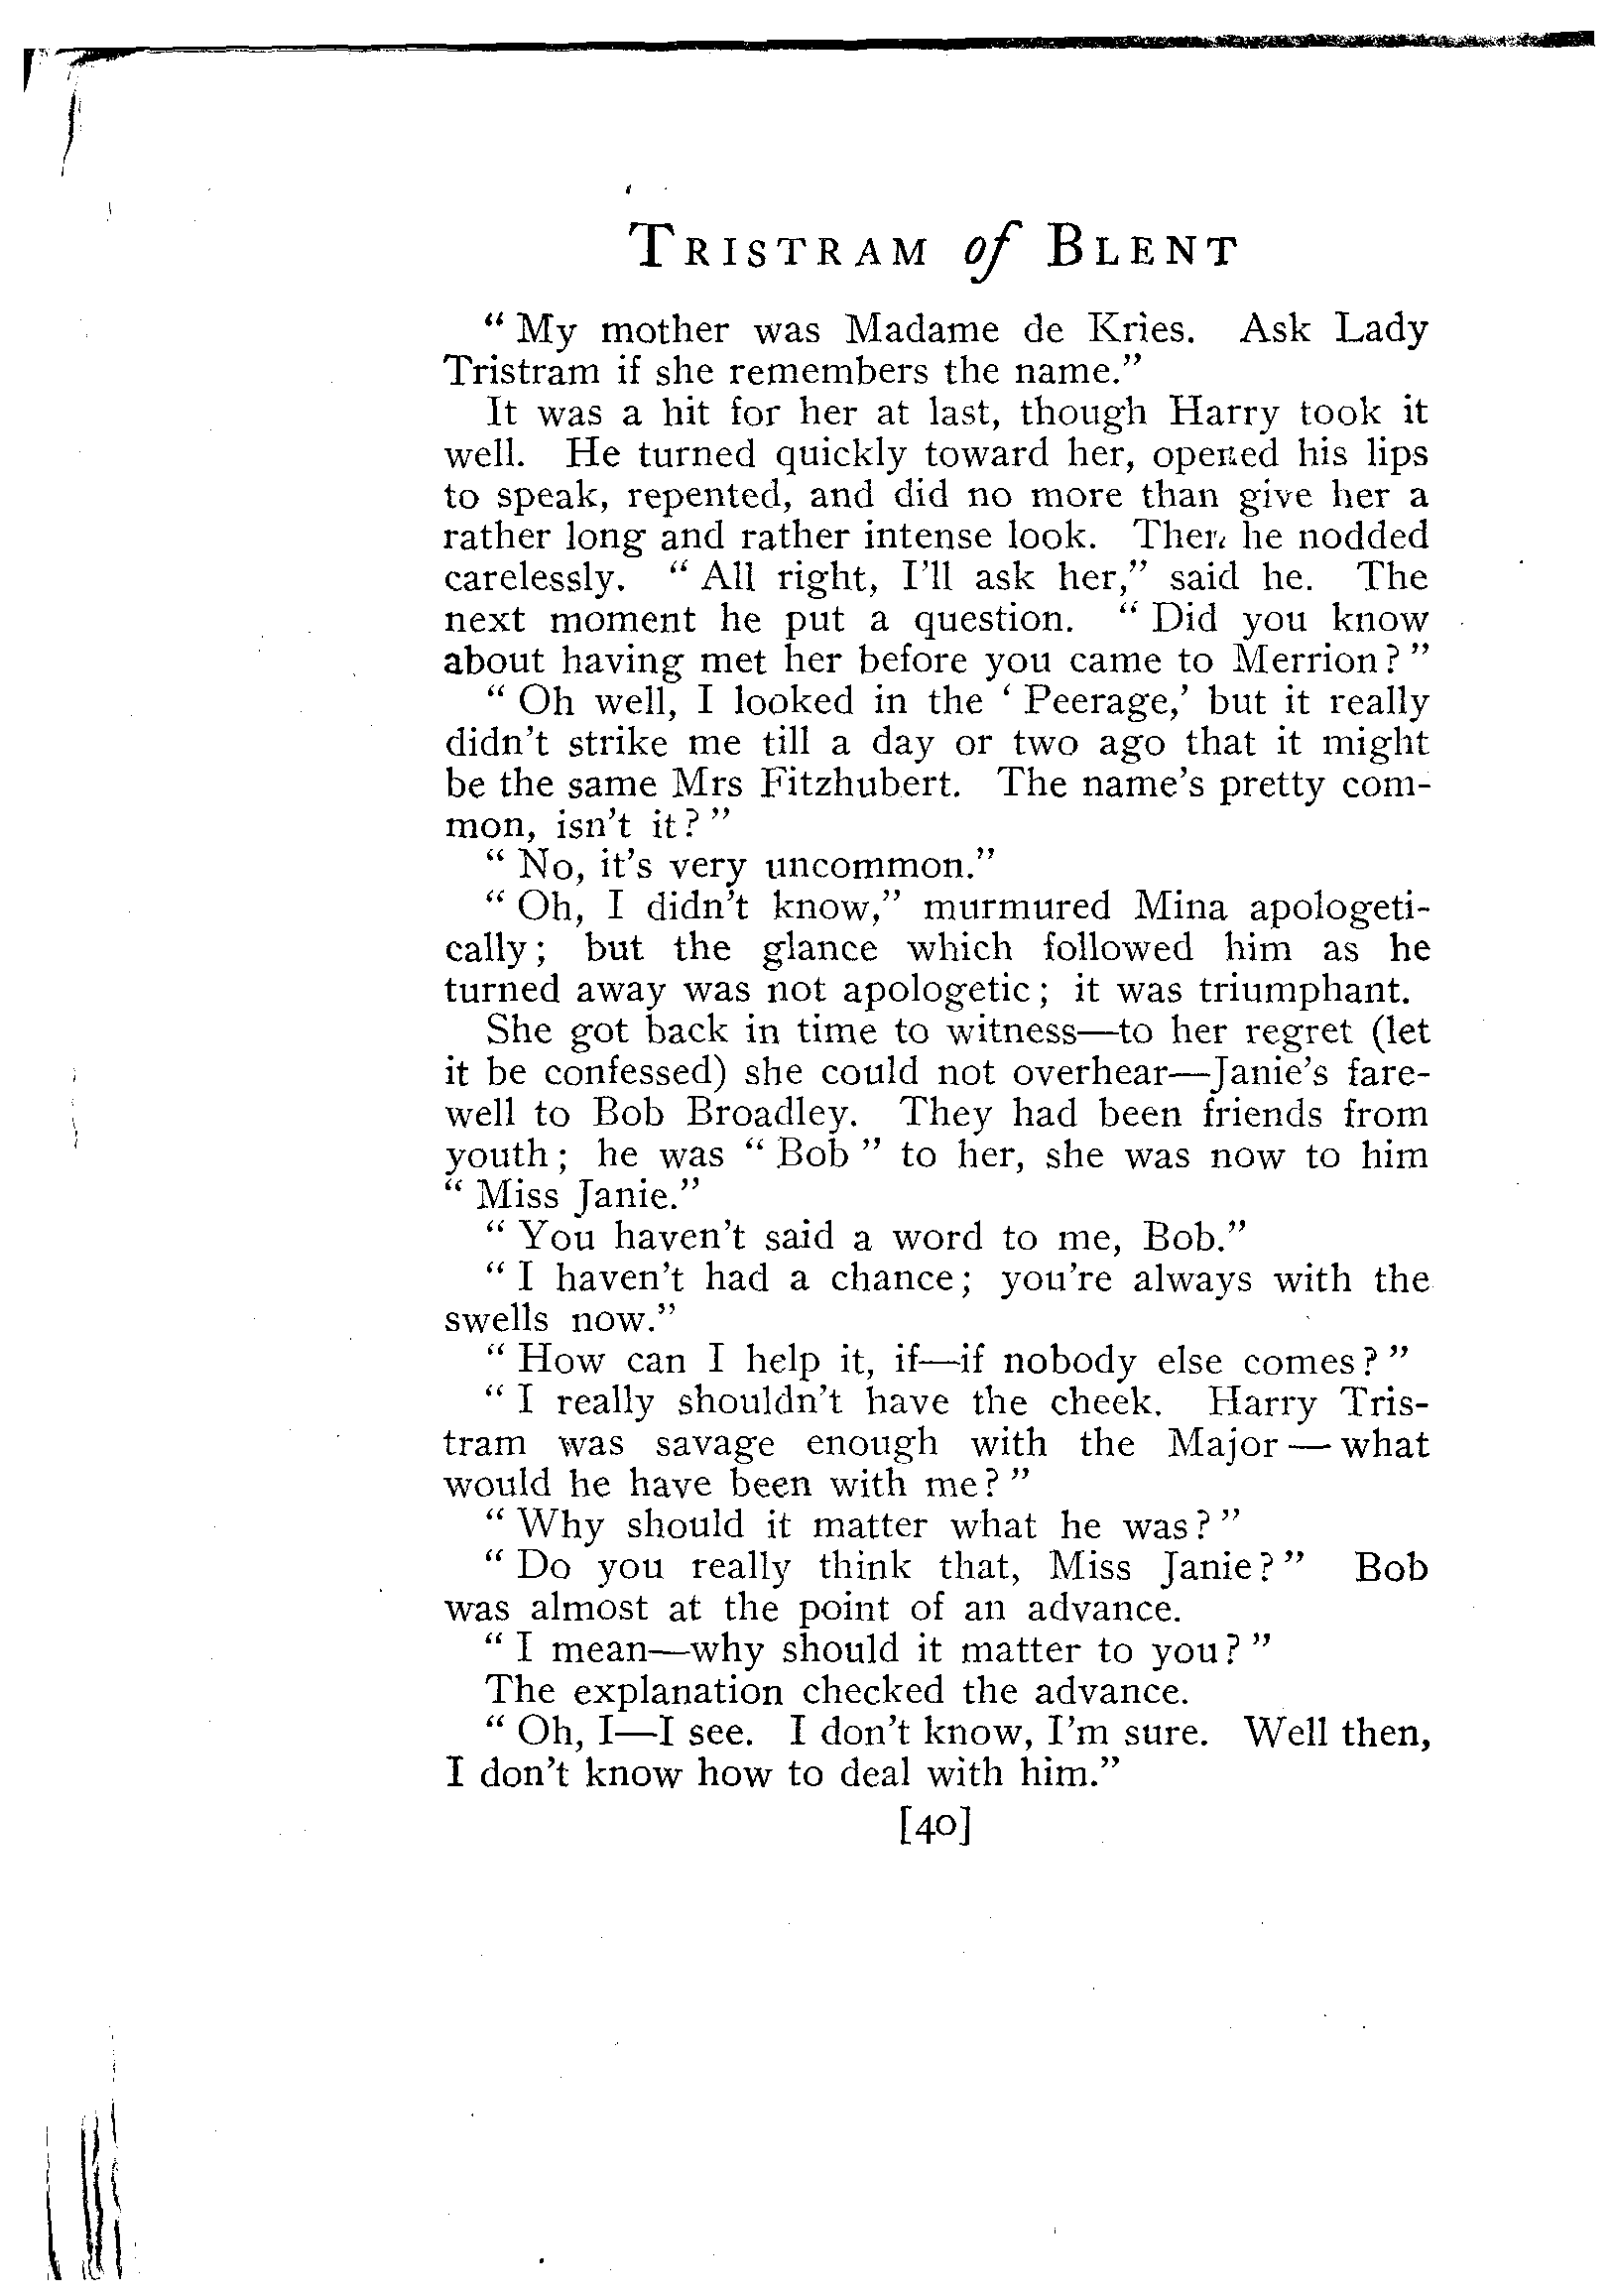 TRISTRAM of BLENT
“ My mother was Madame de Kries. Ask Lady
Tristram if she remembers the name.”
It was a hit for her at last, though Harry took it
well. He turned quickly toward her, opened his lips
to speak, repented, and did no more than give her a
rather long and rather intense look. Then he nodded
carelessly. “ All right, I'll ask her,” said he. The
next moment he put a question. “ Did you know
about having met her before you came to Merrion? ”
“ Oh well, I looked in the ‘ Peerage,’ but it really
didn't strike me till a day or two ago that it might
be the same Mrs Fitzhubert. The name's pretty com-
mon, isn't it? ”
“ No, it's very uncommon.”
“ Oh, I didn't know,” murmured Mina apologeti-
cally; but the glance which followed him as he
turned away was not apologetic; it was triumphant.
She got back in time to witness—to her regret (let
it be confessed) she could not overhear—Janie's fare-
well to Bob Broadley. They had been friends from
youth; he was “ Bob ” to her, she was now to him
“ Miss Janie.”
“ You haven't said a word to me, Bob.”
“ I haven't had a chance; you're always with the
swells now.”
“ How can I help it, if—if nobody else comes? ”
“ I really shouldn't have the cheek. Harry Tris-
tram was savage enough with the Major — what
would he have been with me? ”
“ Why should it matter what he was? ”
“ Do you really think that, Miss Janie? ” Bob
was almost at the point of an advance.
“ I mean—why should it matter to you? ”
The explanation checked the advance.
“ Oh, I—I see. I don't know, I'm sure. Well then,
I don't know how to deal with him.”
[40]